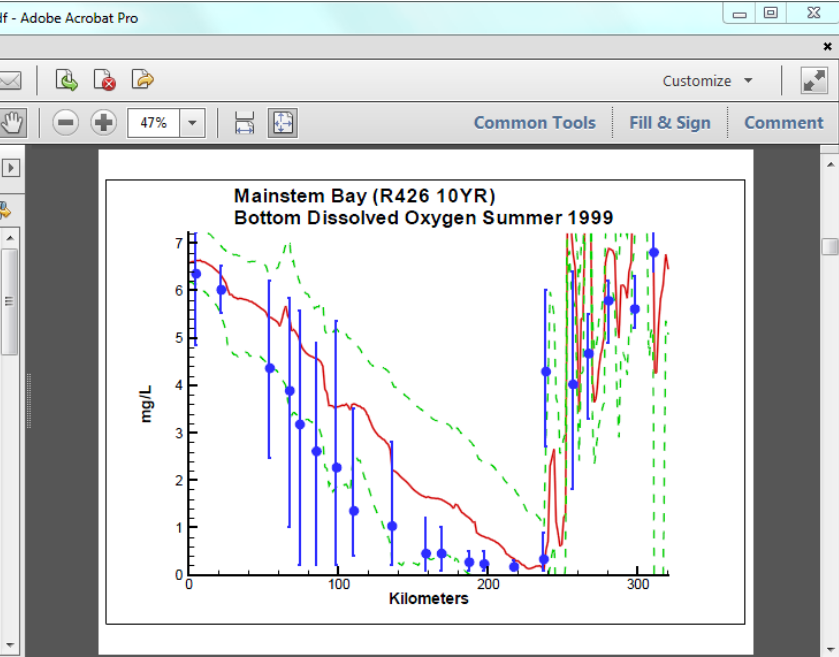 df - Adobe Acrobat Pro
Customize
47%
Common Tools
Fill & Sign
Comment
Mainstem Bay (R426 10YR)
Bottom Dissolved Oxygen Summer 1999
7
6
5
4
3
2
1
0
mg/L
0
100
200
300
Kilometers